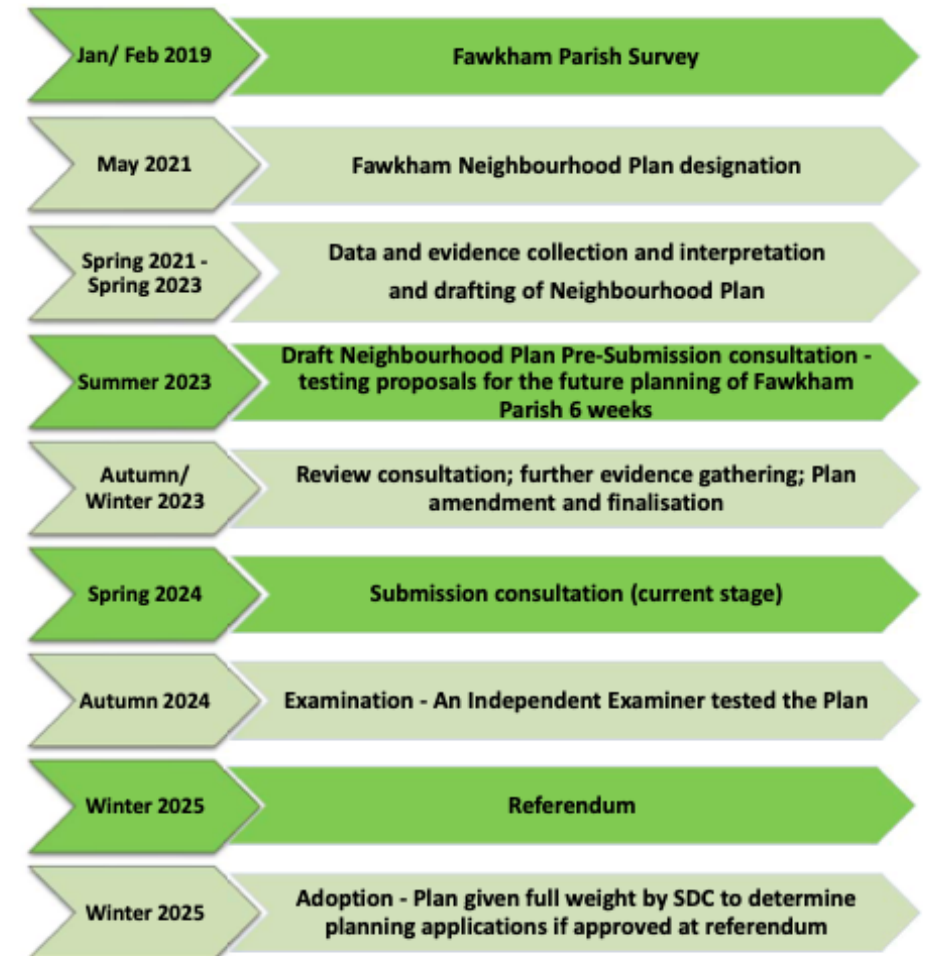 Jan/ Feb 2019
Fawkham Parish Survey
May 2021
Fawkham Neighbourhood Plan designation
Spring 2021 -
Spring 2023
Data and evidence collection and interpretation
and drafting of Neighbourhood Plan
Summer 2023
Draft Neighbourhood Plan Pre-Submission consultation -
testing proposals for the future planning of Fawkham
Parish 6 weeks
Autumn/
Winter 2023
Review consultation; further evidence gathering; Plan
amendment and finalisation
Spring 2024
Submission consultation (current stage)
Autumn 2024
Examination - An Independent Examiner tested the Plan
Winter 2025
Referendum
Winter 2025
Adoption - Plan given full weight by SDC to determine
planning applications if approved at referendum